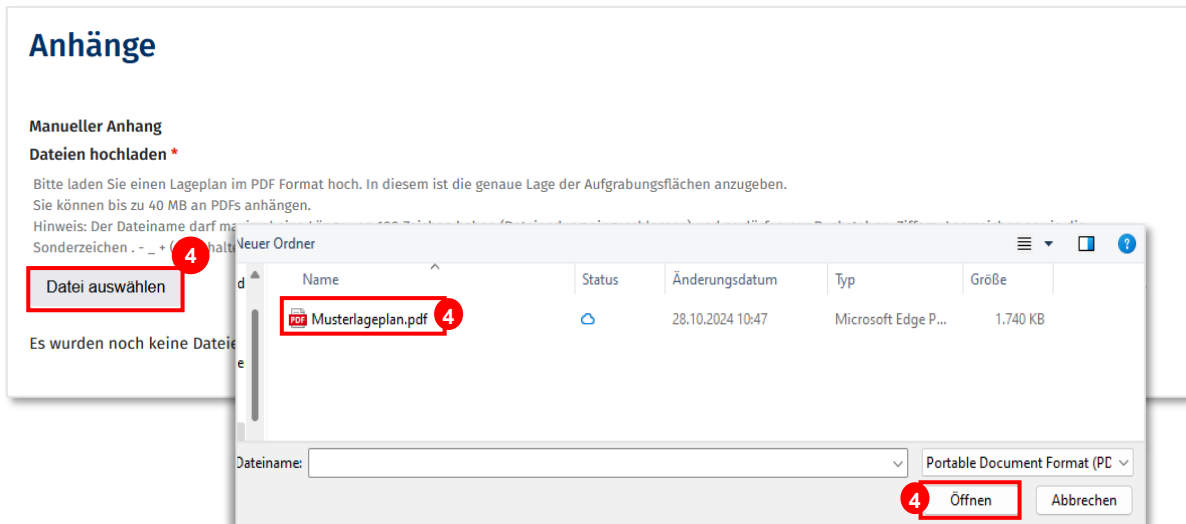 Anhänge
Manueller Anhang
Dateien hochladen *
Bitte laden Sie einen Lageplan im PDF Format hoch. In diesem ist die genaue Lage der Aufgrabungsflächen anzugeben.
Sie können bis zu 40 MB an PDFs anhängen.
Hinweis: Der Dateiname darf
Sonderzeichen . - _ + (
4
Datei auswählen
Es wurden noch keine
Neuer Ordner
?
Name Status Änderungsdatum Typ Größe
PDF Musterlageplan.pdf 4 28.10.2024 10:47 Microsoft Edge P... 1.740 KB
Dateiname: Portable Document Format (PD
4 Öffnen Abbrechen